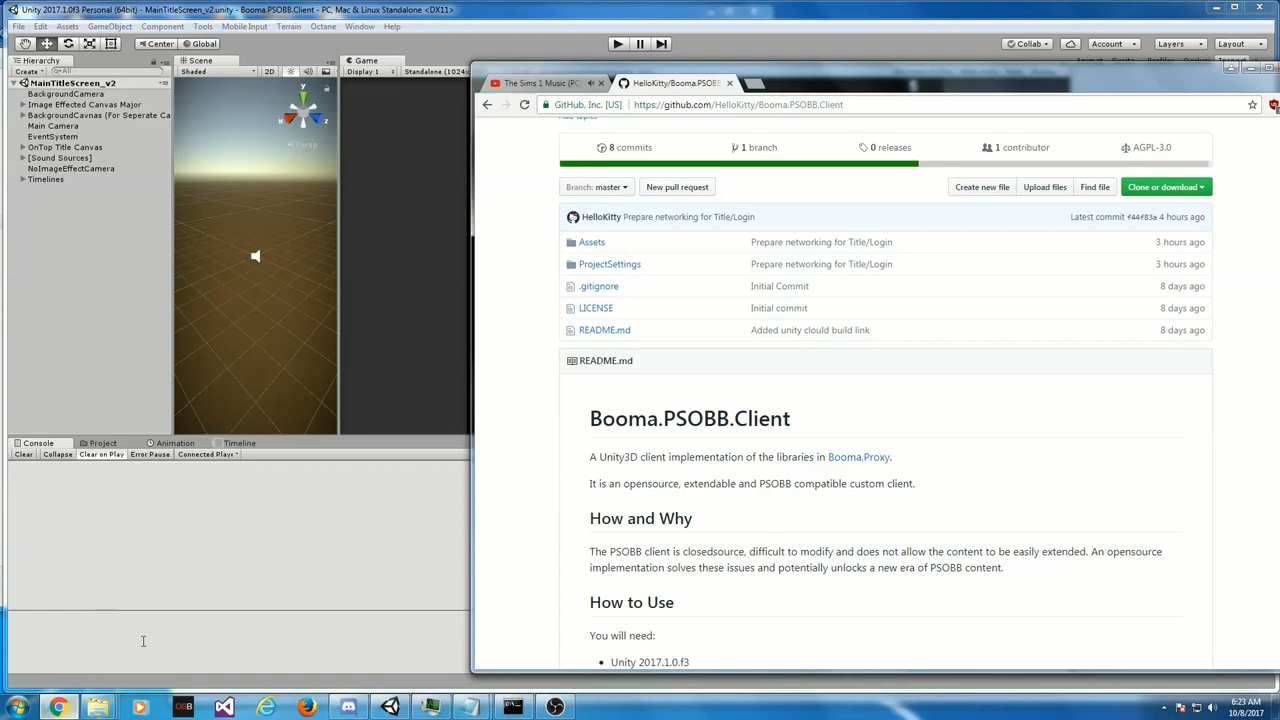 Unity 2017.1.0f3 Personal (64bit) - MainTitleScreen_v2.unity - Booma.PSOBB.Client - PC, Mac & Linux Standalone <DX11>
File Edit Assets GameObject Component Tools Mobile Input Terrain Octane Window Help
Center Global Collab Account Layers Layout
Hierarchy Scene Game
Create All Shaded 2D Display 1 Standalone (1024x
MainTitleScreen_v2
BackgroundCamera
Image Effected Canvas Major
BackgroundCavnas (For Seperate Ca
Main Camera
EventSystem
OnTop Title Canvas
[Sound Sources]
NoImageEffectCamera
Timelines
y
x z
Persp
Console Project Animation Timeline
Clear Collapse Clear on Play Error Pause Connected Playe
The Sims 1 Music (PC HelloKitty/Booma.PSOBB
GitHub, Inc. [US] https://github.com/HelloKitty/Booma.PSOBB.Client
8 commits 1 branch 0 releases 1 contributor AGPL-3.0
Branch: master New pull request Create new file Upload files Find file Clone or download
HelloKitty Prepare networking for Title/Login Latest commit f44f83a 4 hours ago
Assets Prepare networking for Title/Login 3 hours ago
ProjectSettings Prepare networking for Title/Login 3 hours ago
.gitignore Initial Commit 8 days ago
LICENSE Initial commit 8 days ago
README.md Added unity clould build link 8 days ago
README.md
Booma.PSOBB.Client
A Unity3D client implementation of the libraries in Booma.Proxy.
It is an opensource, extendable and PSOBB compatible custom client.
How and Why
The PSOBB client is closedsource, difficult to modify and does not allow the content to be easily extended. An opensource
implementation solves these issues and potentially unlocks a new era of PSOBB content.
How to Use
You will need:
• Unity 2017.1.0.f3
OSB
6:23 AM
10/8/2017